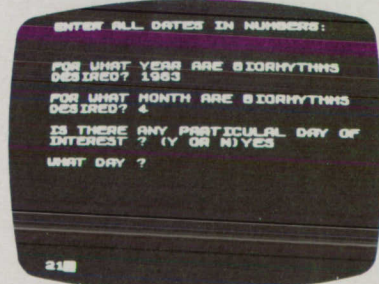 ENTER ALL DATES IN NUMBERS:
FOR WHAT YEAR ARE BIORHYTHMS
DESIRED? 1983
FOR WHAT MONTH ARE BIORHYTHMS
DESIRED? 4
IS THERE ANY PARTICULAL DAY OF
INTEREST ? (Y OR N)YES
WHAT DAY ?
21